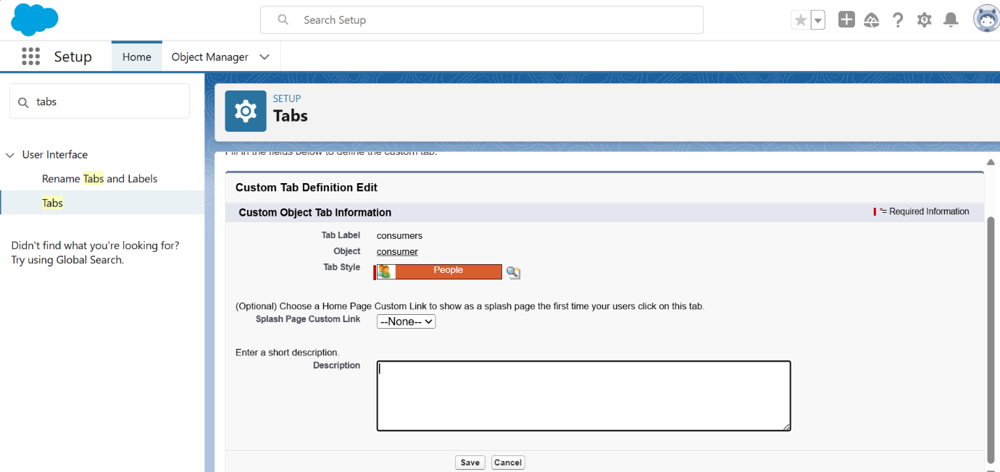 Search Setup
Setup
Home
Object Manager
tabs
User Interface
Rename Tabs and Labels
Tabs
Didn't find what you're looking for?
Try using Global Search.
SETUP
Tabs
Fill in the fields below to define the custom tab.
Custom Tab Definition Edit
Custom Object Tab Information
*= Required Information
Tab Label consumers
Object consumer
Tab Style People
(Optional) Choose a Home Page Custom Link to show as a splash page the first time your users click on this tab.
Splash Page Custom Link --None--
Enter a short description.
Description
Save Cancel